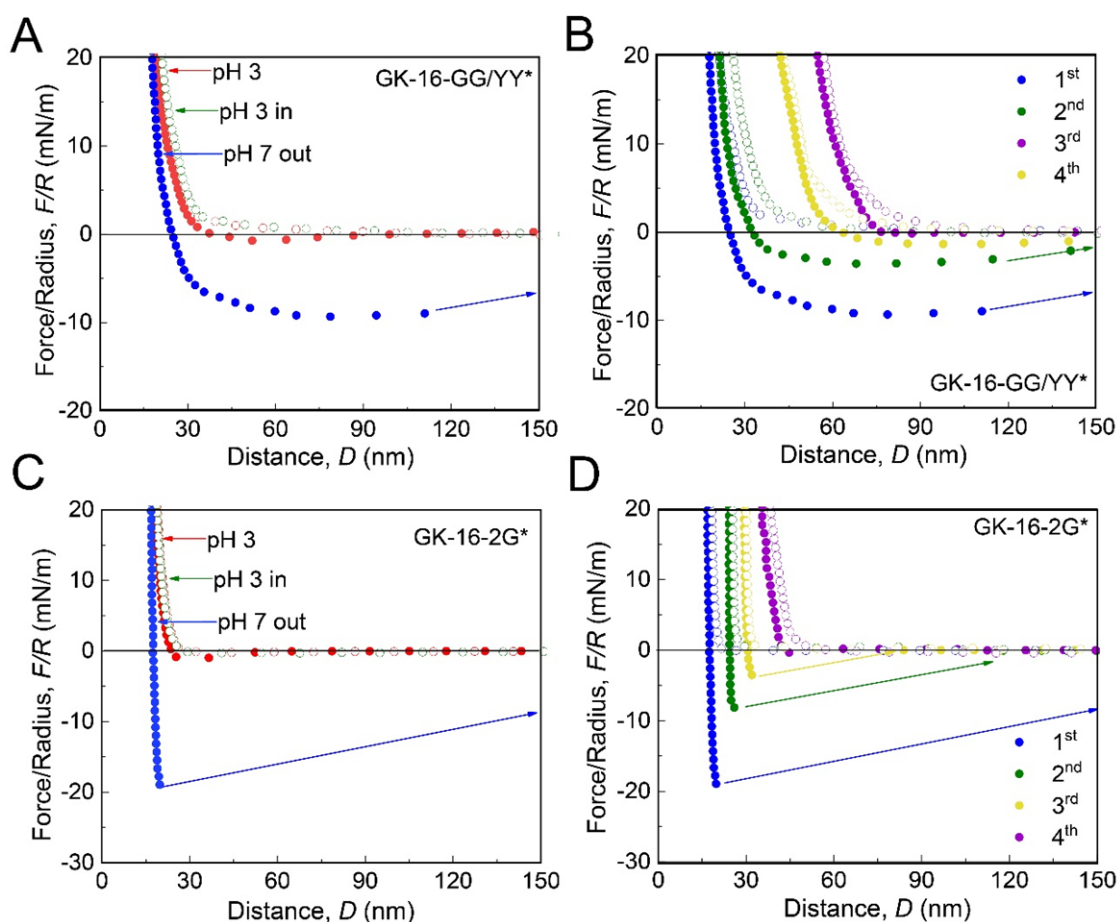 A
Force/Radius, F/R (mN/m)
20
10
0
-10
-20
pH 3
pH 3 in
pH 7 out
GK-16-GG/YY*
0 30 60 90 120 150
Distance, D (nm)
B
Force/Radius, F/R (mN/m)
20
10
0
-10
-20
1st
2nd
3rd
4th
GK-16-GG/YY*
0 30 60 90 120 150
Distance, D (nm)
C
Force/Radius, F/R (mN/m)
20
10
0
-10
-20
-30
pH 3
pH 3 in
pH 7 out
GK-16-2G*
0 30 60 90 120 150
Distance, D (nm)
D
Force/Radius, F/R (mN/m)
20
10
0
-10
-20
-30
GK-16-2G*
1st
2nd
3rd
4th
0 30 60 90 120 150
Distance, D (nm)